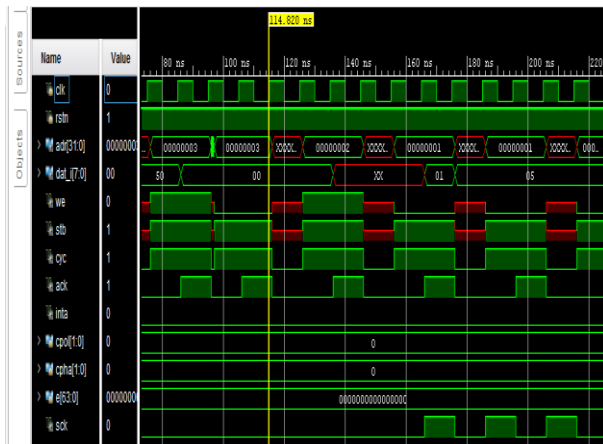 114.820 ns
Sources
Objects
Name Value
80 ns 100 ns 120 ns 140 ns 160 ns 180 ns 200 ns 220
clk 0
rstn 1
adr[31:0] 00000003 00000003 XXXX. 00000002 XXXX. 00000001 XXXX. 00000001 XXXX. 000.
dat_i[7:0] 00 50 00 XX 01 05
we 0
stb 1
cyc 1
ack 1
inta 0
cpol[1:0] 0 0
cpha[1:0] 0 0
e[63:0] 0000000000000000
sck 0